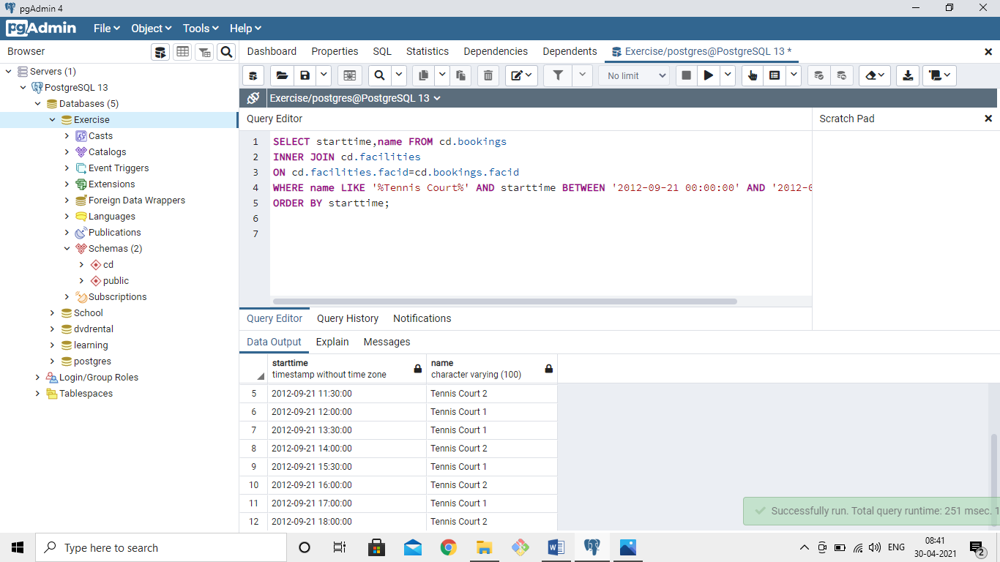 pgAdmin 4
pgAdmin File Object Tools Help
Browser
Dashboard Properties SQL Statistics Dependencies Dependents Exercise/postgres@PostgreSQL 13 *
No limit
Exercise/postgres@PostgreSQL 13
Servers (1)
PostgreSQL 13
Databases (5)
Exercise
Casts
Catalogs
Event Triggers
Extensions
Foreign Data Wrappers
Languages
Publications
Schemas (2)
cd
public
Subscriptions
School
dvdrental
learning
postgres
Login/Group Roles
Tablespaces
Query Editor
Scratch Pad
1 SELECT starttime,name FROM cd.bookings
2 INNER JOIN cd.facilities
3 ON cd.facilities.facid=cd.bookings.facid
4 WHERE name LIKE '%Tennis Court%' AND starttime BETWEEN '2012-09-21 00:00:00' AND '2012-0
5 ORDER BY starttime;
6
7
Query Editor Query History Notifications
Data Output Explain Messages
starttime name
timestamp without time zone character varying (100)
5 2012-09-21 11:30:00 Tennis Court 2
6 2012-09-21 12:00:00 Tennis Court 1
7 2012-09-21 13:30:00 Tennis Court 1
8 2012-09-21 14:00:00 Tennis Court 2
9 2012-09-21 15:30:00 Tennis Court 1
10 2012-09-21 16:00:00 Tennis Court 2
11 2012-09-21 17:00:00 Tennis Court 1
12 2012-09-21 18:00:00 Tennis Court 2
Successfully run. Total query runtime: 251 msec. 1
Type here to search
ENG
08:41
30-04-2021
2